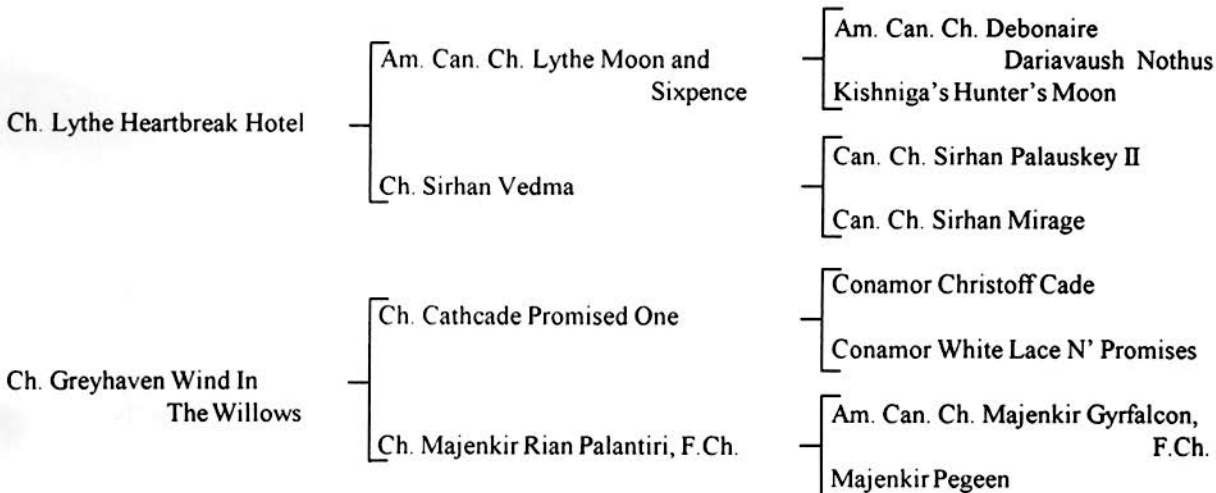 Am. Can. Ch. Debonaire
Dariavaush Nothus
Am. Can. Ch. Lythe Moon and
Sixpence
Kishniga's Hunter's Moon
Ch. Lythe Heartbreak Hotel
Can. Ch. Sirhan Palauskey II
Ch. Sirhan Vedma
Can. Ch. Sirhan Mirage
Conamor Christoff Cade
Ch. Cathcade Promised One
Conamor White Lace N' Promises
Ch. Greyhaven Wind In
The Willows
Am. Can. Ch. Majenkir Gyrfalcon,
F.Ch.
Ch. Majenkir Rian Palantiri, F.Ch.
Majenkir Pegeen